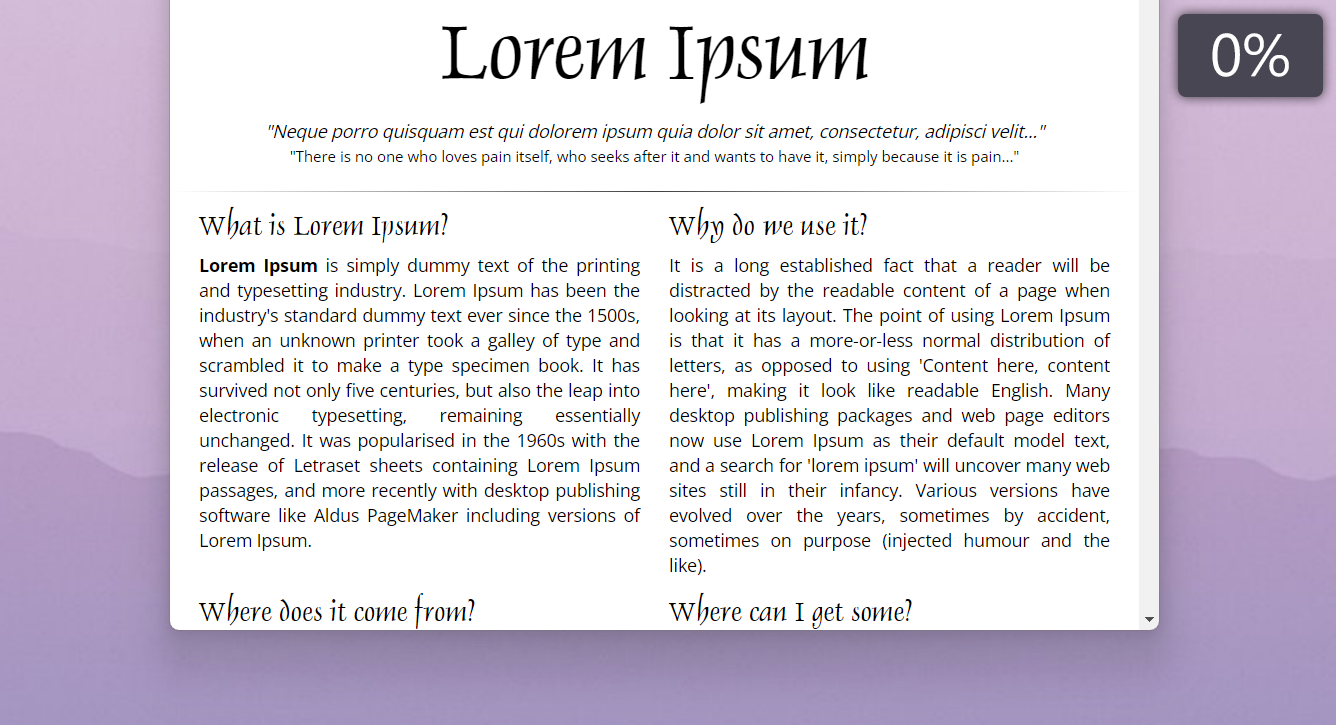 0%
Lorem Ipsum
"Neque porro quisquam est qui dolorem ipsum quia dolor sit amet, consectetur, adipisci velit..."
"There is no one who loves pain itself, who seeks after it and wants to have it, simply because it is pain..."
What is Lorem Ipsum?
Lorem Ipsum is simply dummy text of the printing
and typesetting industry. Lorem Ipsum has been the
industry's standard dummy text ever since the 1500s,
when an unknown printer took a galley of type and
scrambled it to make a type specimen book. It has
survived not only five centuries, but also the leap into
electronic typesetting, remaining essentially
unchanged. It was popularised in the 1960s with the
release of Letraset sheets containing Lorem Ipsum
passages, and more recently with desktop publishing
software like Aldus PageMaker including versions of
Lorem Ipsum.
Why do we use it?
It is a long established fact that a reader will be
distracted by the readable content of a page when
looking at its layout. The point of using Lorem Ipsum
is that it has a more-or-less normal distribution of
letters, as opposed to using 'Content here, content
here', making it look like readable English. Many
desktop publishing packages and web page editors
now use Lorem Ipsum as their default model text,
and a search for 'lorem ipsum' will uncover many web
sites still in their infancy. Various versions have
evolved over the years, sometimes by accident,
sometimes on purpose (injected humour and the
like).
Where does it come from?
Where can I get some?